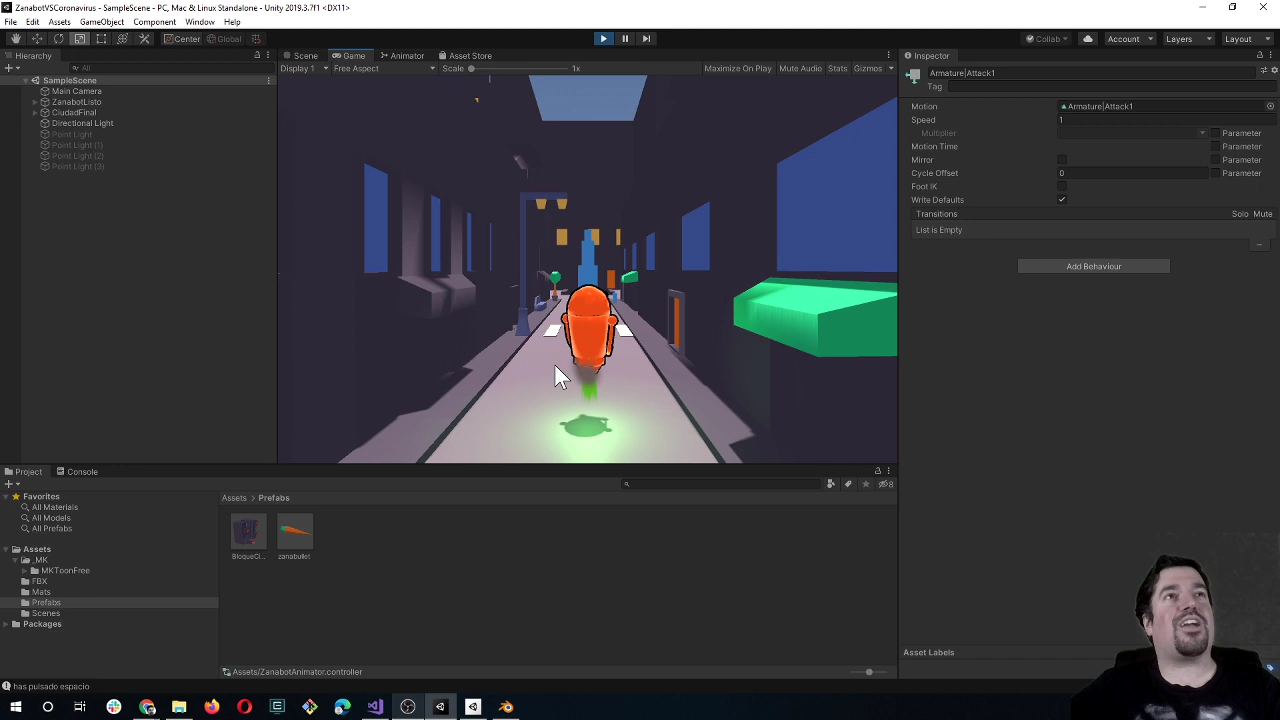 ZanabotVSCoronavirus - SampleScene - PC, Mac & Linux Standalone - Unity 2019.3.7f1 <DX11>
File Edit Assets GameObject Component Window Help
Center Global
Collab Account Layers Layout
Hierarchy
All
SampleScene
Main Camera
ZanabotListo
CiudadFinal
Directional Light
Point Light
Point Light (1)
Point Light (2)
Point Light (3)
Scene Game Animator Asset Store
Display 1 Free Aspect Scale 1x Maximize On Play Mute Audio Stats Gizmos
Inspector
Armature|Attack1
Tag
Motion Armature|Attack1
Speed 1
Multiplier Parameter
Motion Time Parameter
Mirror Parameter
Cycle Offset 0 Parameter
Foot IK
Write Defaults
Transitions Solo Mute
List is Empty
Add Behaviour
Asset Labels
Project Console
Favorites
All Materials
All Models
All Prefabs
Assets
_MK
MKToonFree
FBX
Mats
Prefabs
Scenes
Packages
8
Assets > Prefabs
BloqueCi...
zanabullet
Assets/ZanabotAnimator.controller
has pulsado espacio